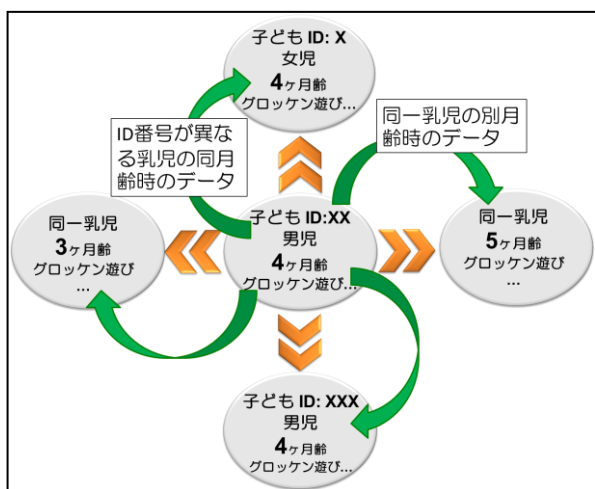 子ども ID: X
女児
4ヶ月齢
グロッケン遊び...
ID番号が異な
る乳児の同月
齢時のデータ
同一乳児の別月
齢時のデータ
同一乳児
3ヶ月齢
グロッケン遊び
...
子ども ID:XX
男児
4ヶ月齢
グロッケン遊び...
同一乳児
5ヶ月齢
グロッケン遊び
...
子ども ID: XXX
男児
4ヶ月齢
グロッケン遊び...